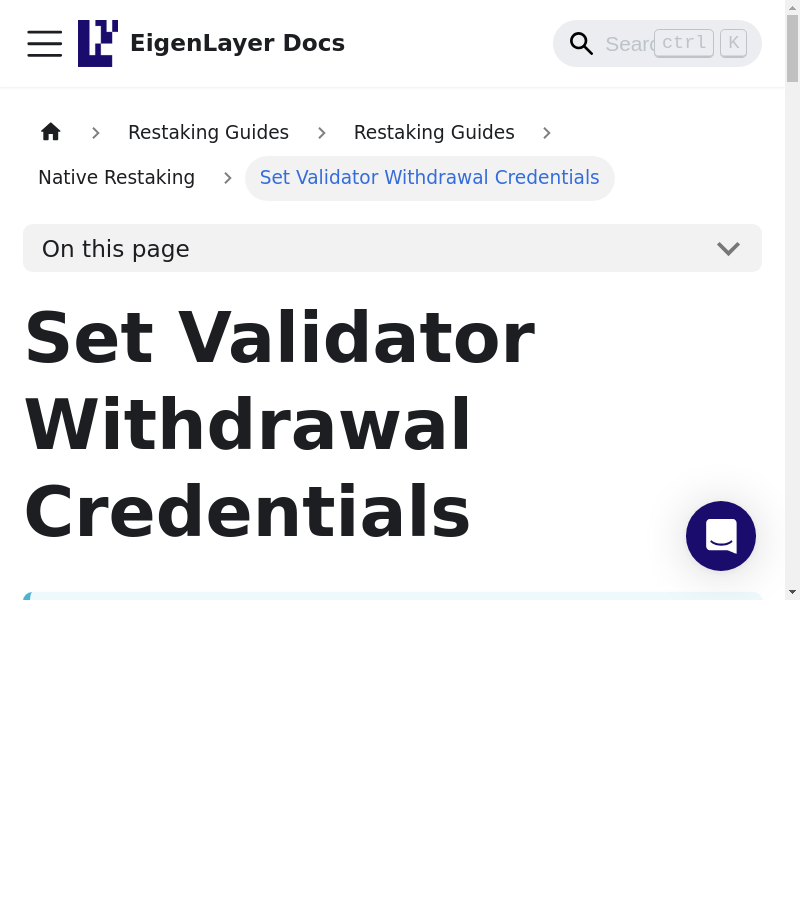 EigenLayer Docs
ctrl K
Restaking Guides
Restaking Guides
Native Restaking
Set Validator Withdrawal Credentials
On this page
Set Validator
Withdrawal
Credentials